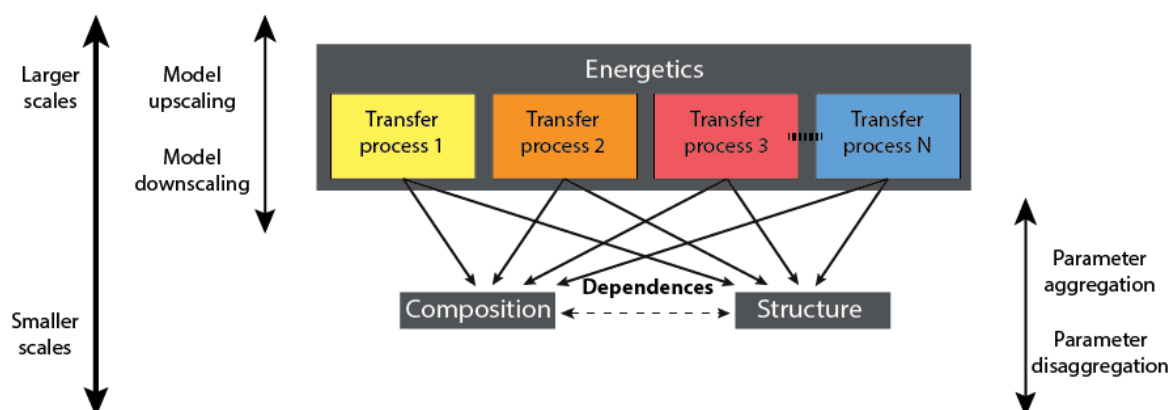 Larger
scales
Smaller
scales
Model
upscaling
Model
downscaling
Energetics
Transfer
process 1
Transfer
process 2
Transfer
process 3
Transfer
process N
Dependences
Composition
Structure
Parameter
aggregation
Parameter
disaggregation